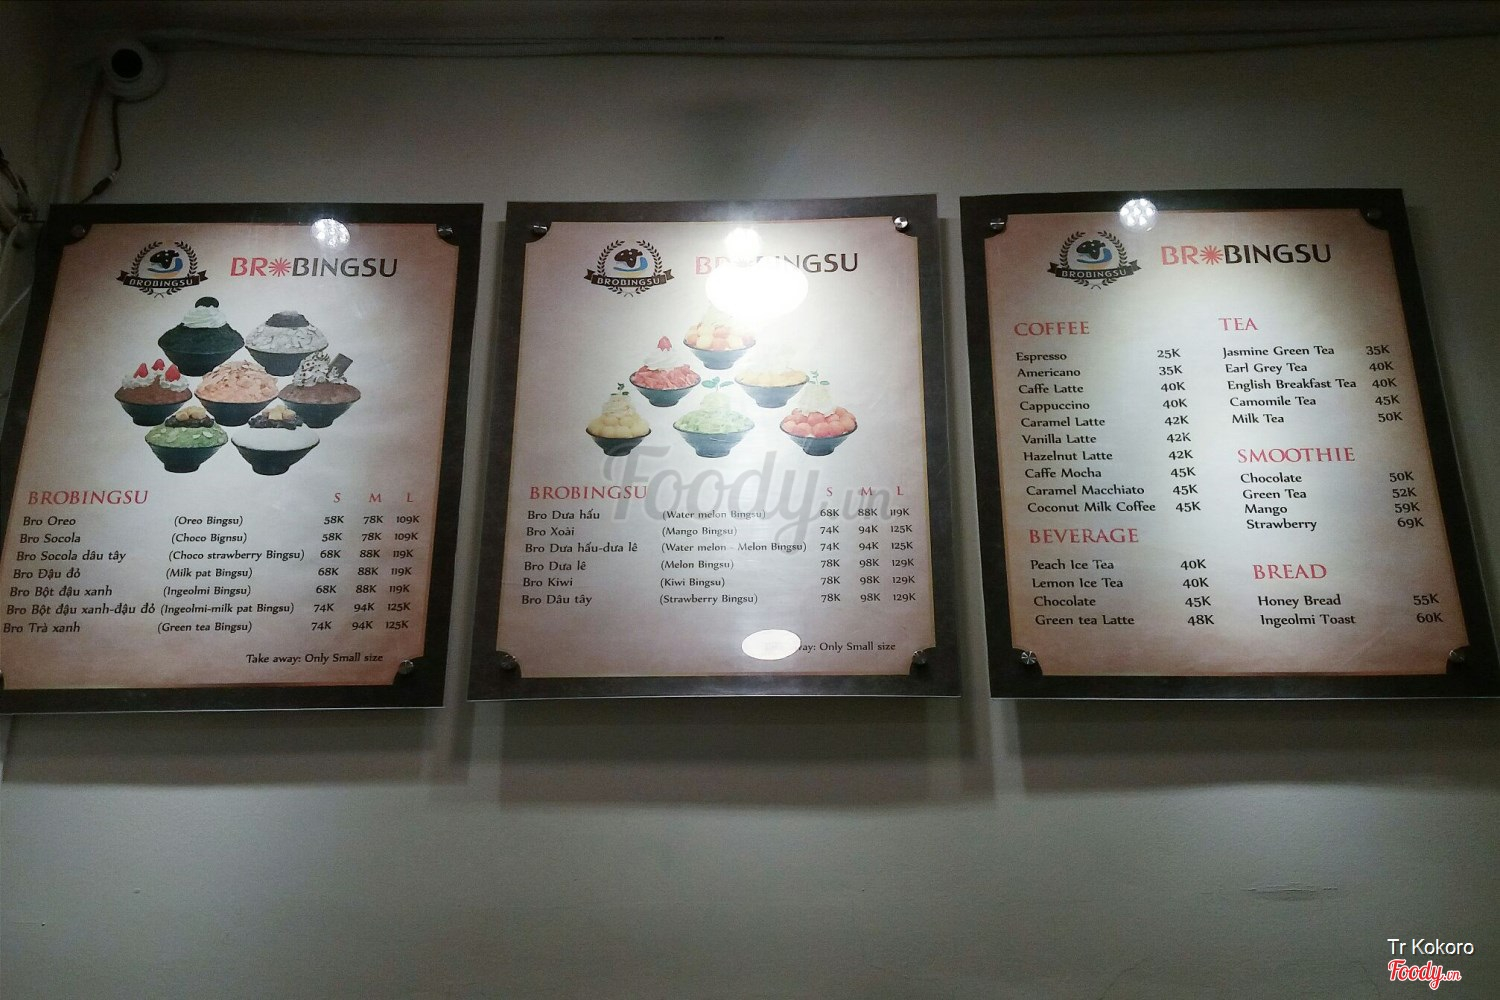 BROBINGSU
BROBINGSU
BROBINGSU S M L
Bro Oreo (Oreo Bingsu) 58K 78K 109K
Bro Socola (Choco Bignsu) 58K 78K 109K
Bro Socola dâu tây (Choco strawberry Bingsu) 68K 88K 119K
Bro Đậu đỏ (Milk pat Bingsu) 68K 88K 119K
Bro Bột đậu xanh (Ingeolmi Bingsu) 68K 88K 119K
Bro Bột đậu xanh-đậu đỏ (Ingeolmi-milk pat Bingsu) 74K 94K 125K
Bro Trà xanh (Green tea Bingsu) 74K 94K 125K
Take away: Only Small size
BROBINGSU
BROBINGSU
BROBINGSU S M L
Bro Dưa hấu (Water melon Bingsu) 68K 88K 119K
Bro Xoài (Mango Bingsu) 74K 94K 125K
Bro Dưa hấu-dưa lê (Water melon - Melon Bingsu) 74K 94K 125K
Bro Dưa lê (Melon Bingsu) 78K 98K 129K
Bro Kiwi (Kiwi Bingsu) 78K 98K 129K
Bro Dâu tây (Strawberry Bingsu) 78K 98K 129K
Only Small size
BROBINGSU
BROBINGSU
COFFEE
Espresso 25K
Americano 35K
Caffe Latte 40K
Cappuccino 40K
Caramel Latte 42K
Vanilla Latte 42K
Hazelnut Latte 42K
Caffe Mocha 45K
Caramel Macchiato 45K
Coconut Milk Coffee 45K
BEVERAGE
Peach Ice Tea 40K
Lemon Ice Tea 40K
Chocolate 45K
Green tea Latte 48K
TEA
Jasmine Green Tea 35K
Earl Grey Tea 40K
English Breakfast Tea 40K
Camomile Tea 45K
Milk Tea 50K
SMOOTHIE
Chocolate 50K
Green Tea 52K
Mango 59K
Strawberry 69K
BREAD
Honey Bread 55K
Ingeolmi Toast 60K
Foody.vn
Tr Kokoro
Foody.vn